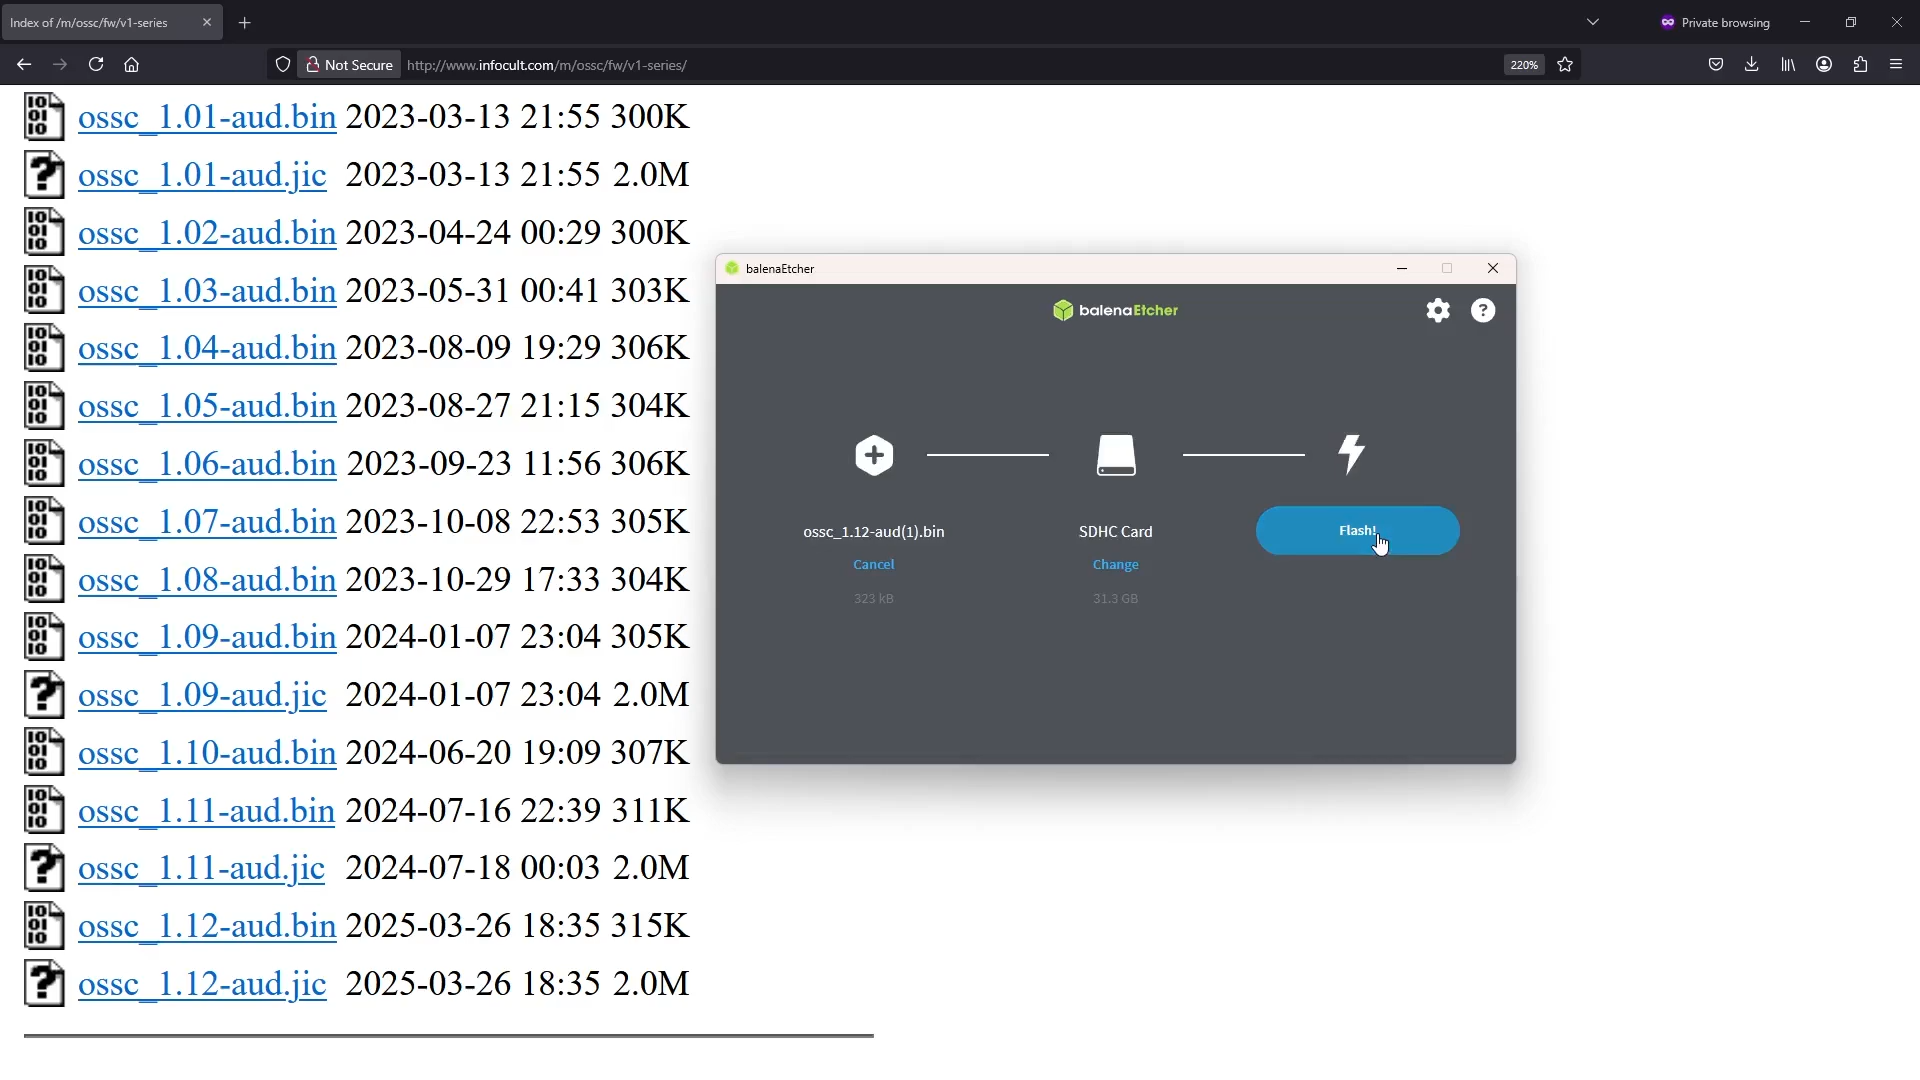 Index of /m/ossc/fw/v1-series
Private browsing
Not Secure
http://www.infocult.com/m/ossc/fw/v1-series/
220%
ossc_1.01-aud.bin 2023-03-13 21:55 300K
ossc_1.01-aud.jic 2023-03-13 21:55 2.0M
ossc_1.02-aud.bin 2023-04-24 00:29 300K
ossc_1.03-aud.bin 2023-05-31 00:41 303K
ossc_1.04-aud.bin 2023-08-09 19:29 306K
ossc_1.05-aud.bin 2023-08-27 21:15 304K
ossc_1.06-aud.bin 2023-09-23 11:56 306K
ossc_1.07-aud.bin 2023-10-08 22:53 305K
ossc_1.08-aud.bin 2023-10-29 17:33 304K
ossc_1.09-aud.bin 2024-01-07 23:04 305K
ossc_1.09-aud.jic 2024-01-07 23:04 2.0M
ossc_1.10-aud.bin 2024-06-20 19:09 307K
ossc_1.11-aud.bin 2024-07-16 22:39 311K
ossc_1.11-aud.jic 2024-07-18 00:03 2.0M
ossc_1.12-aud.bin 2025-03-26 18:35 315K
ossc_1.12-aud.jic 2025-03-26 18:35 2.0M
balenaEtcher
balenaEtcher
ossc_1.12-aud(1).bin
Cancel
323 kB
SDHC Card
Change
31.3 GB
Flash!